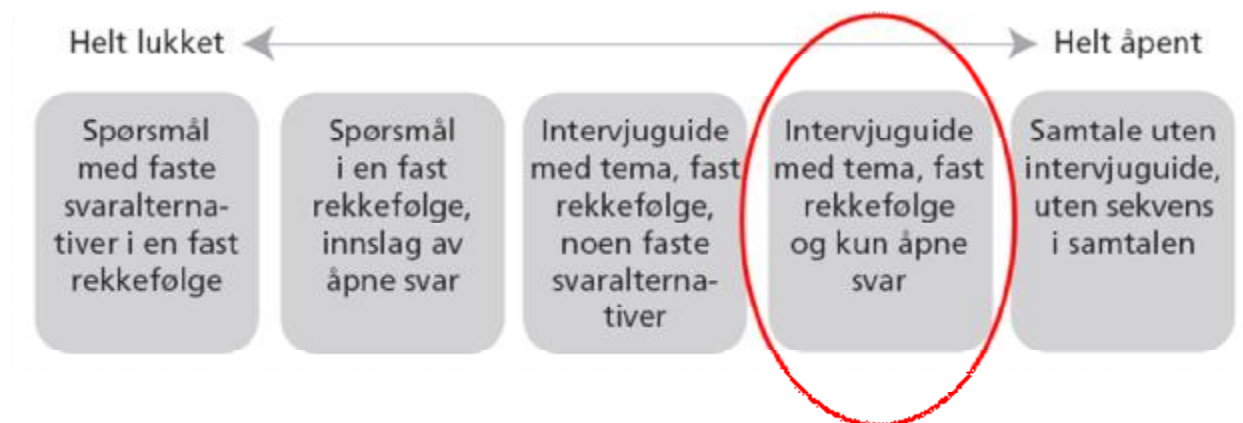 Helt lukket
Helt åpent
Spørsmål
med faste
svaralterna-
tiver i en fast
rekkefølge
Spørsmål
i en fast
rekkefølge,
innslag av
åpne svar
Intervjuguide
med tema, fast
rekkefølge,
noen faste
svaralterna-
tiver
Intervjuguide
med tema, fast
rekkefølge
og kun åpne
svar
Samtale uten
intervjuguide,
uten sekvens
i samtalen